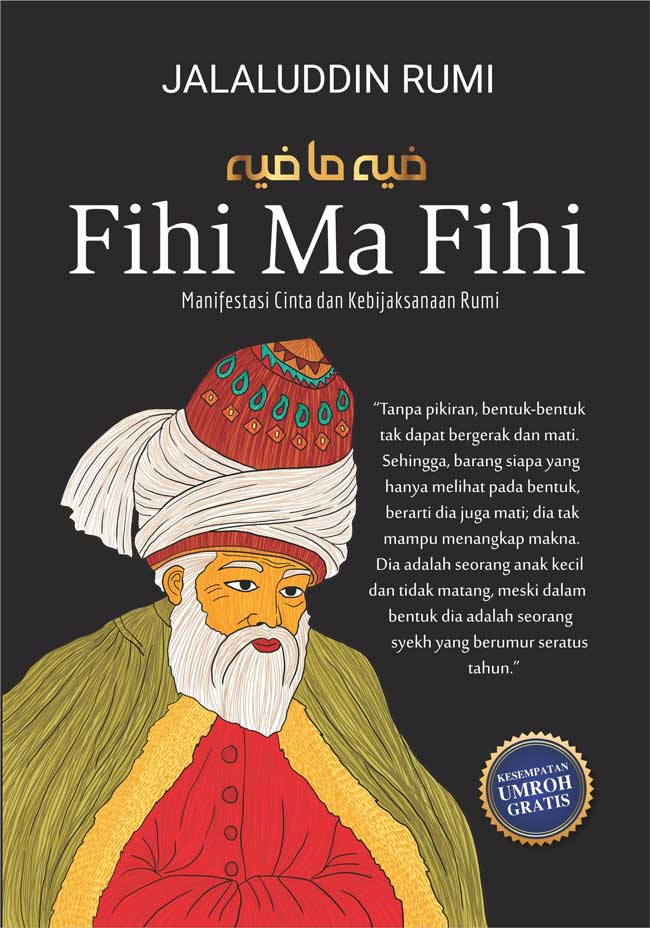 JALALUDDIN RUMI
فيه ما فيه
Fihi Ma Fihi
Manifestasi Cinta dan Kebijaksanaan Rumi
“Tanpa pikiran, bentuk-bentuk
tak dapat bergerak dan mati.
Sehingga, barang siapa yang
hanya melihat pada bentuk,
berarti dia juga mati; dia tak
mampu menangkap makna.
Dia adalah seorang anak kecil
dan tidak matang, meski dalam
bentuk dia adalah seorang
syekh yang berumur seratus
tahun.”
KESEMPATAN
UMROH
GRATIS